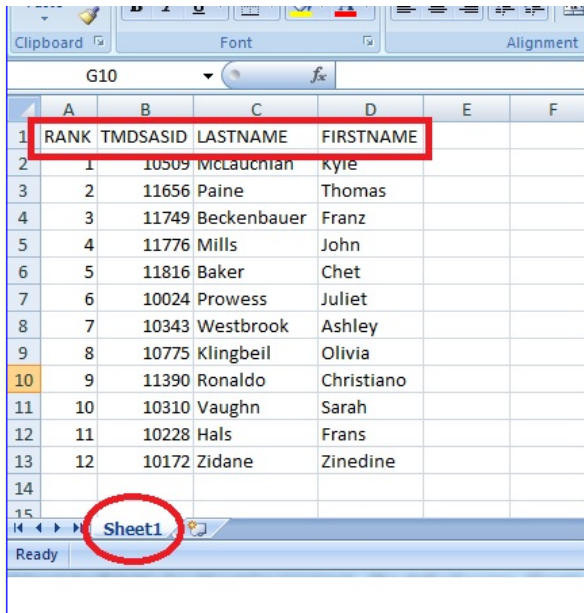 B I U A
Clipboard Font Alignment
G10 fx
A B C D E F
1 RANK TMDSASID LASTNAME FIRSTNAME
2 1 10509 McLauchlan Kyle
3 2 11656 Paine Thomas
4 3 11749 Beckenbauer Franz
5 4 11776 Mills John
6 5 11816 Baker Chet
7 6 10024 Prowess Juliet
8 7 10343 Westbrook Ashley
9 8 10775 Klingbeil Olivia
10 9 11390 Ronaldo Christiano
11 10 10310 Vaughn Sarah
12 11 10228 Hals Frans
13 12 10172 Zidane Zinedine
14
15
Sheet1
Ready